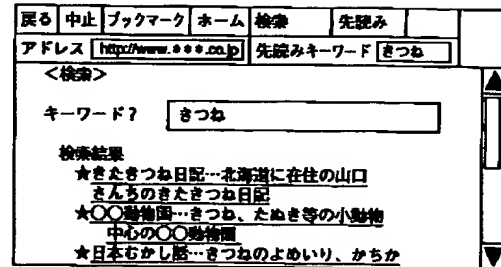 戻る 中止 ブックマーク ホーム 検索 先読み
アドレス http://www.***.co.jp 先読みキーワード きつね
<検索>
キーワード? きつね
検索結果
★きたきつね日記…北海道に在住の山口
さんちのきたきつね日記
★〇〇動物園…きつね、たぬき等の小動物
中心の〇〇動物園
★日本むかし話…きつねのよめいり、かちか